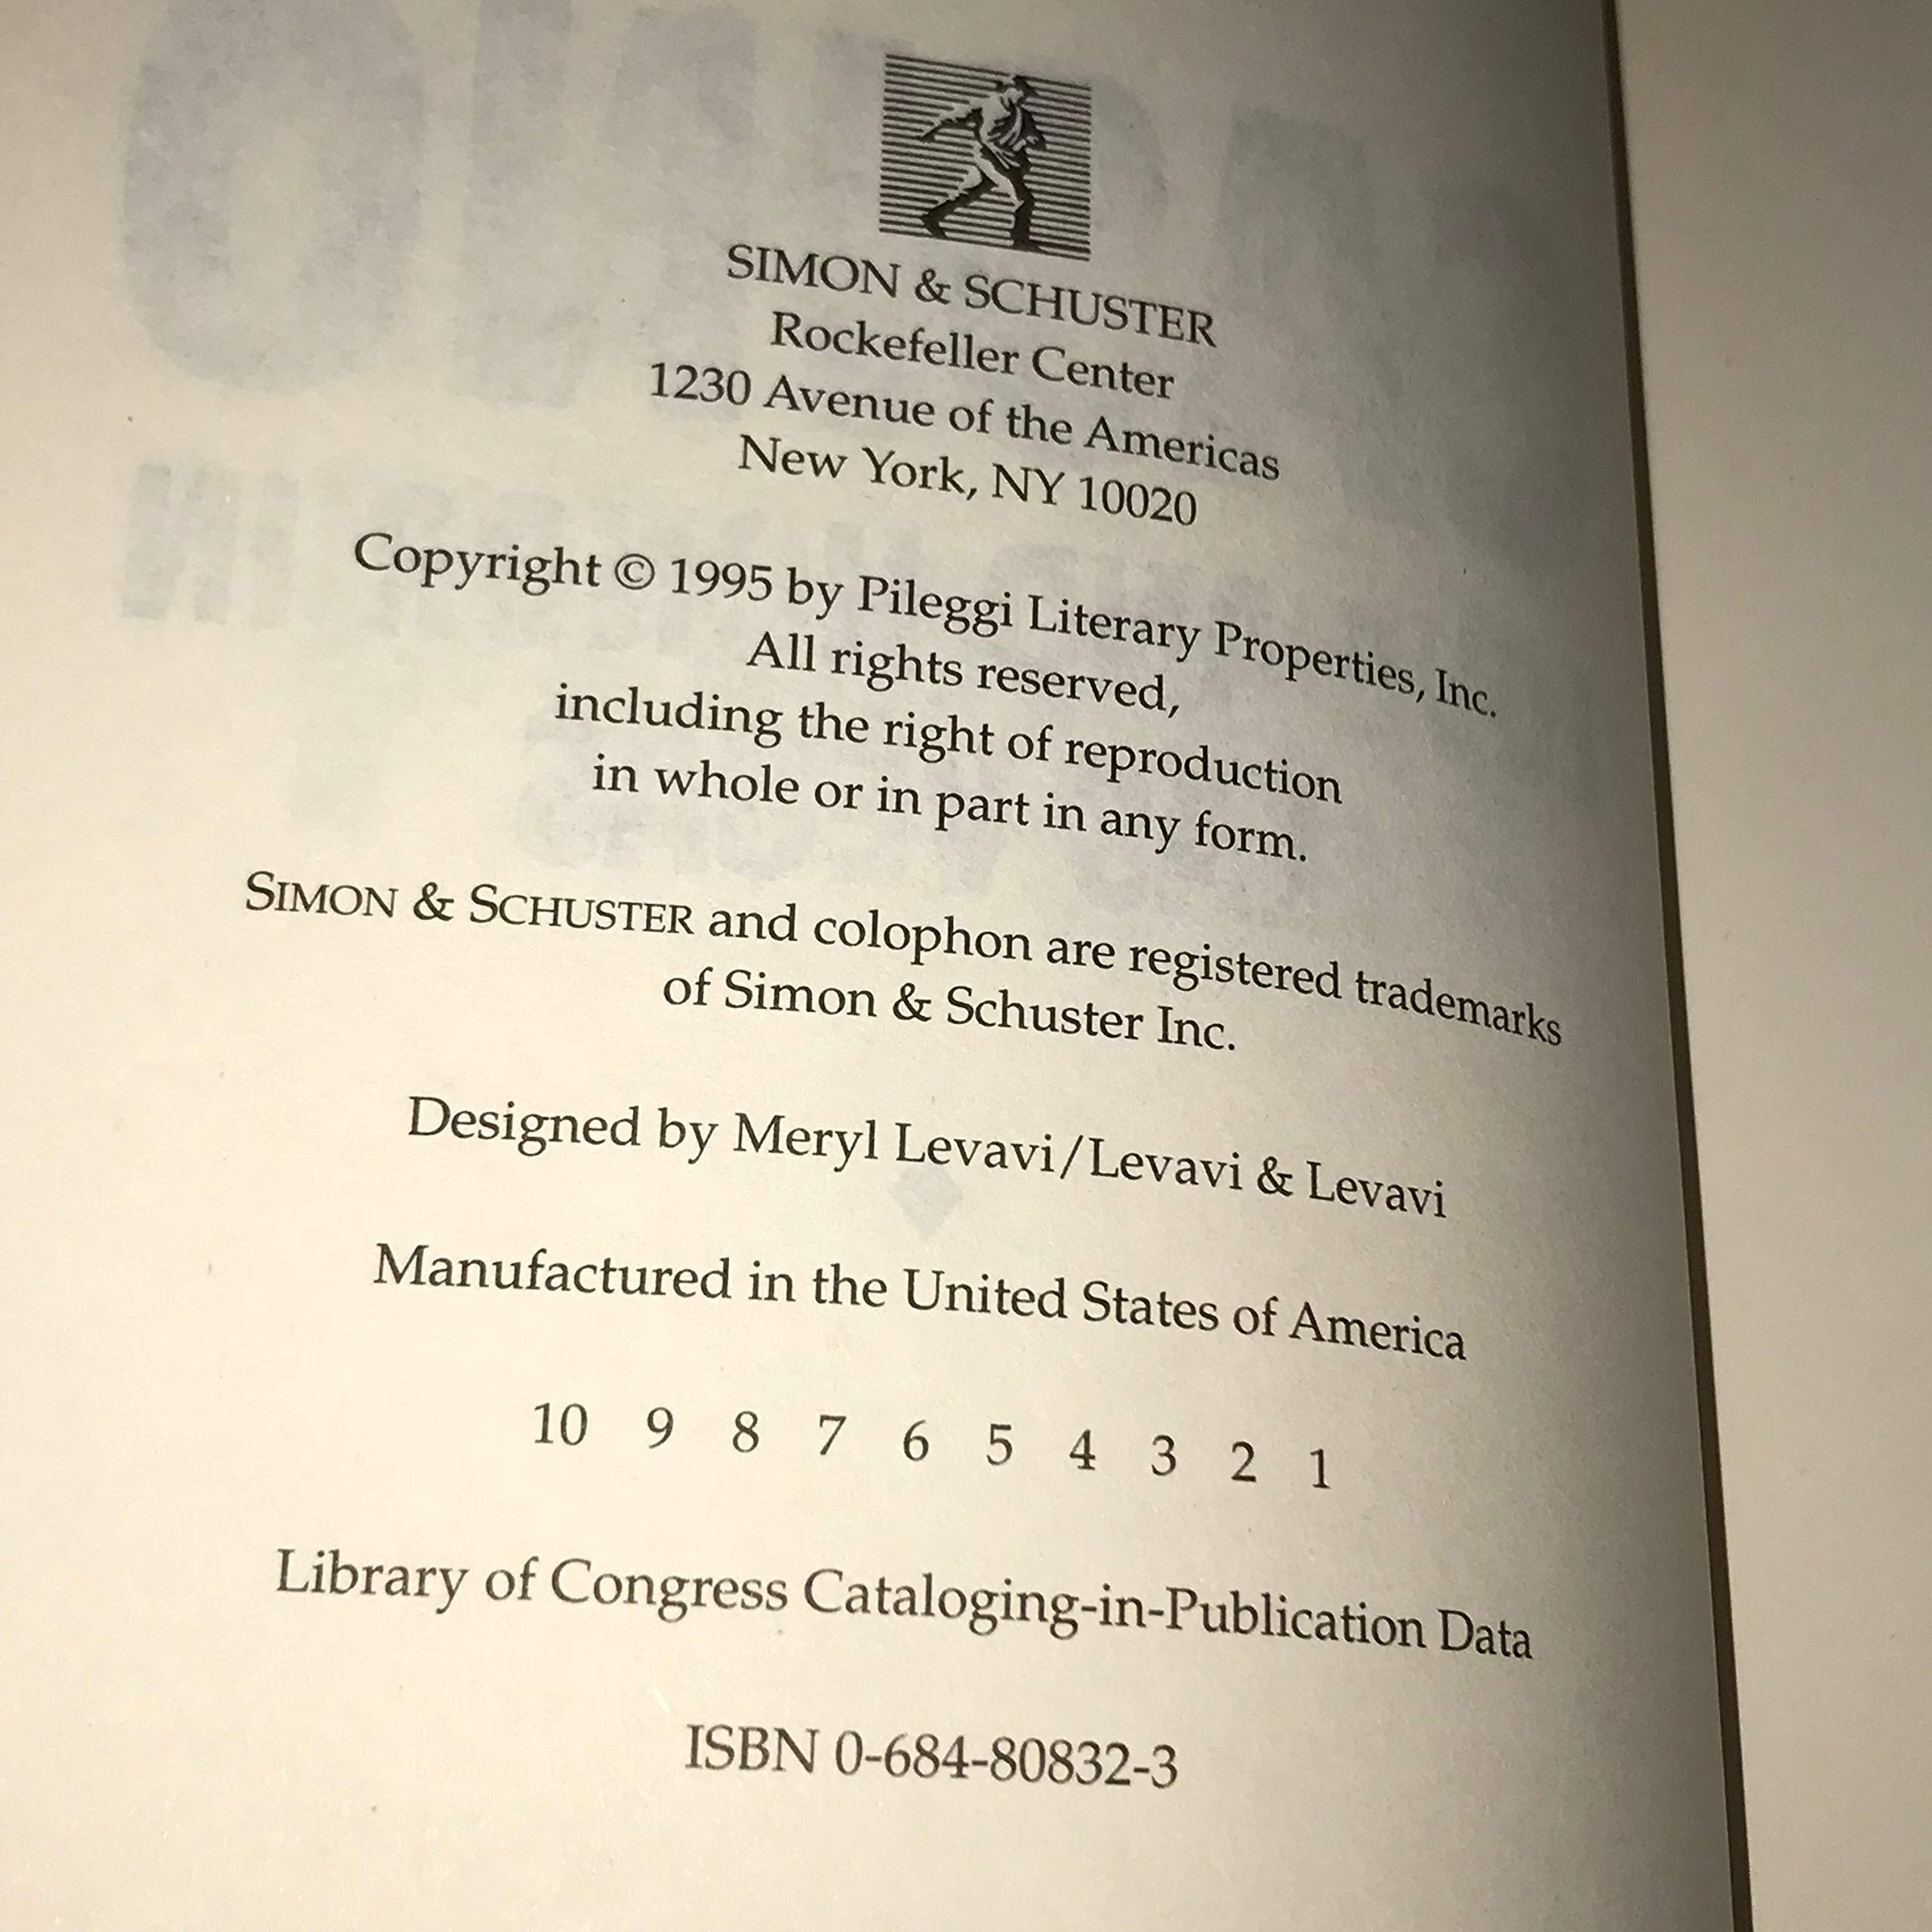 SIMON & SCHUSTER
Rockefeller Center
1230 Avenue of the Americas
New York, NY 10020
Copyright © 1995 by Pileggi Literary Properties, Inc.
All rights reserved,
including the right of reproduction
in whole or in part in any form.
SIMON & SCHUSTER and colophon are registered trademarks
of Simon & Schuster Inc.
Designed by Meryl Levavi/Levavi & Levavi
Manufactured in the United States of America
10 9 8 7 6 5 4 3 2 1
Library of Congress Cataloging-in-Publication Data
ISBN 0-684-80832-3